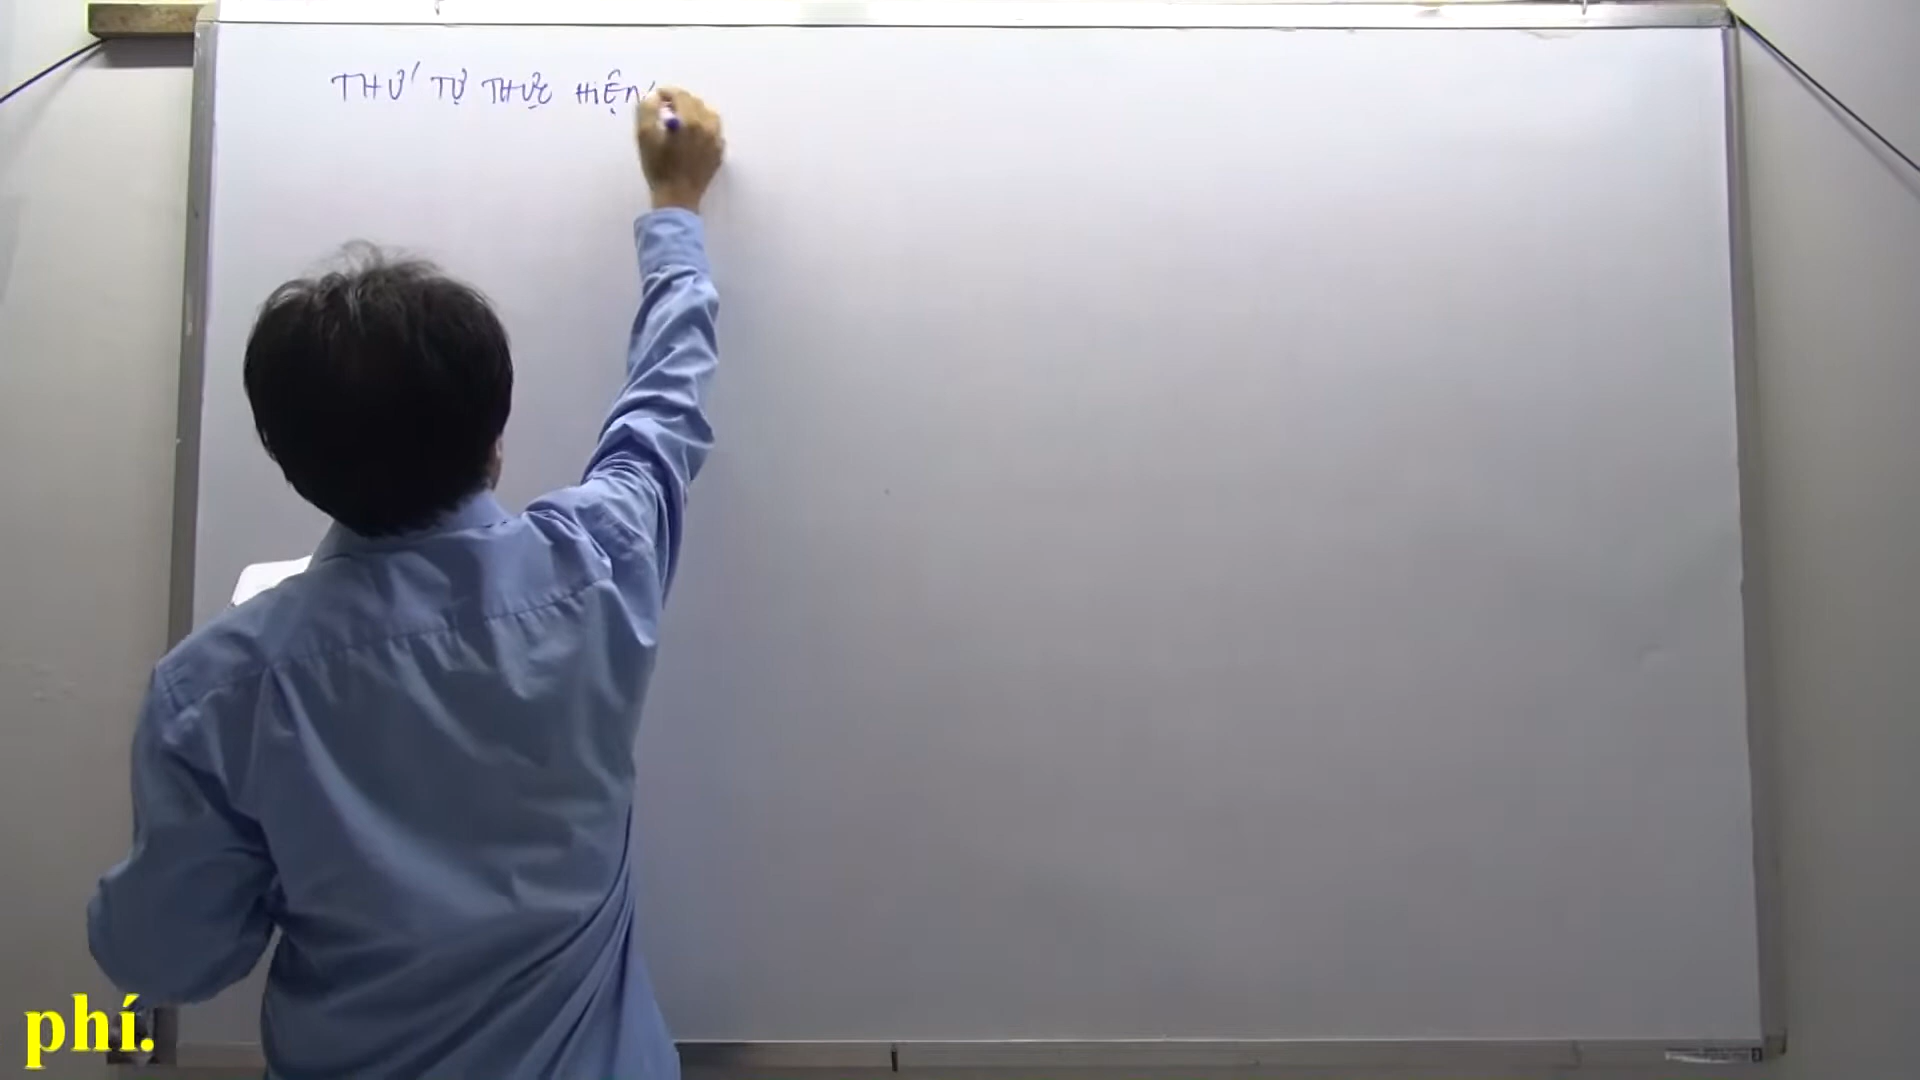 THỨ TỰ THỰC HIỆN
phí.